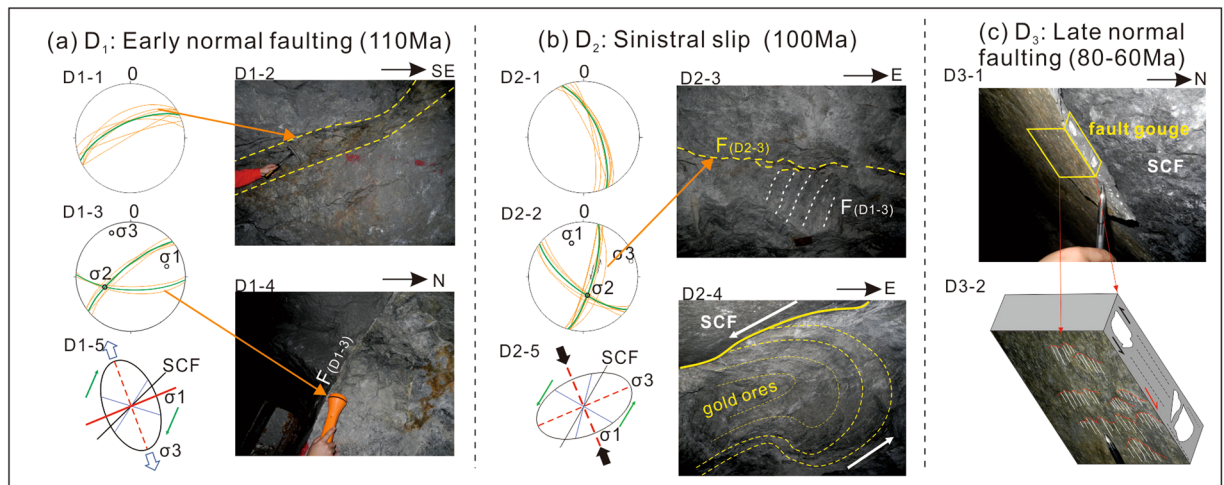 (a) D₁: Early normal faulting (110Ma)
D1-1
0
D1-2
SE
D1-3
0
σ3
σ1
σ2
D1-4
N
F(D1-3)
D1-5
SCF
σ1
σ3
(b) D₂: Sinistral slip (100Ma)
D2-1
D2-3
E
F(D2-3)
F(D1-3)
D2-2
σ1
σ3
σ2
D2-4
E
SCF
gold ores
D2-5
SCF
σ3
σ1
(c) D₃: Late normal
faulting (80-60Ma)
D3-1
N
fault gouge
SCF
D3-2